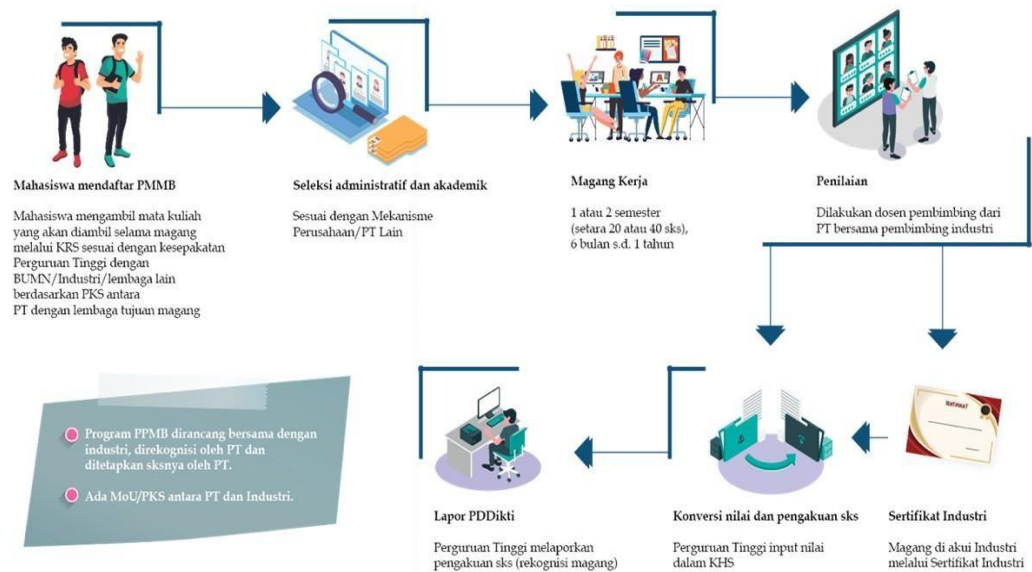 Mahasiswa mendaftar PMMB
Mahasiswa mengambil mata kuliah
yang akan diambil selama magang
melalui KRS sesuai dengan kesepakatan
Perguruan Tinggi dengan
BUMN/Industri/lembaga lain
berdasarkan PKS antara
PT dengan lembaga tujuan magang
Seleksi administratif dan akademik
Sesuai dengan Mekanisme
Perusahaan/PT Lain
Magang Kerja
1 atau 2 semester
(setara 20 atau 40 sks),
6 bulan s.d. 1 tahun
Penilaian
Dilakukan dosen pembimbing dari
PT bersama pembimbing industri
Program PPMB dirancang bersama dengan
industri, direkognisi oleh PT dan
ditetapkan sksnya oleh PT.
Ada MoU/PKS antara PT dan Industri.
Lapor PDDikti
Perguruan Tinggi melaporkan
pengakuan sks (rekognisi magang)
Konversi nilai dan pengakuan sks
Perguruan Tinggi input nilai
dalam KHS
SERTIFIKAT
Sertifikat Industri
Magang di akui Industri
melalui Sertifikat Industri